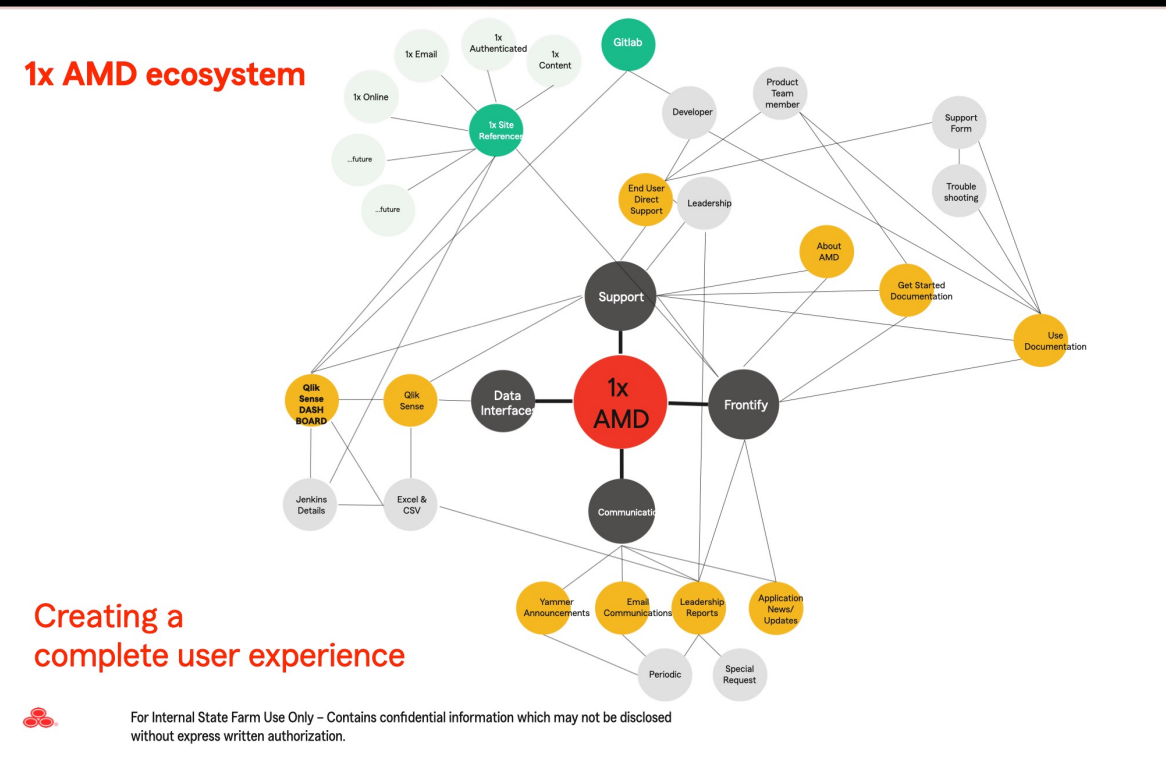 1x AMD ecosystem
1x Email
1x
Authenticated
1x
Content
Gitlab
1x Online
1x Site
References
...future
...future
Developer
Product
Team
member
Support
Form
End User
Direct
Support
Leadership
Trouble
shooting
About
AMD
Support
Get Started
Documentation
Use
Documentation
Qlik
Sense
DASH
BOARD
Qlik
Sense
Data
Interfaces
1x
AMD
Frontify
Jenkins
Details
Excel &
CSV
Communicatio
Yammer
Announcements
Email
Communications
Leadership
Reports
Application
News/
Updates
Periodic
Special
Request
Creating a
complete user experience
For Internal State Farm Use Only – Contains confidential information which may not be disclosed
without express written authorization.